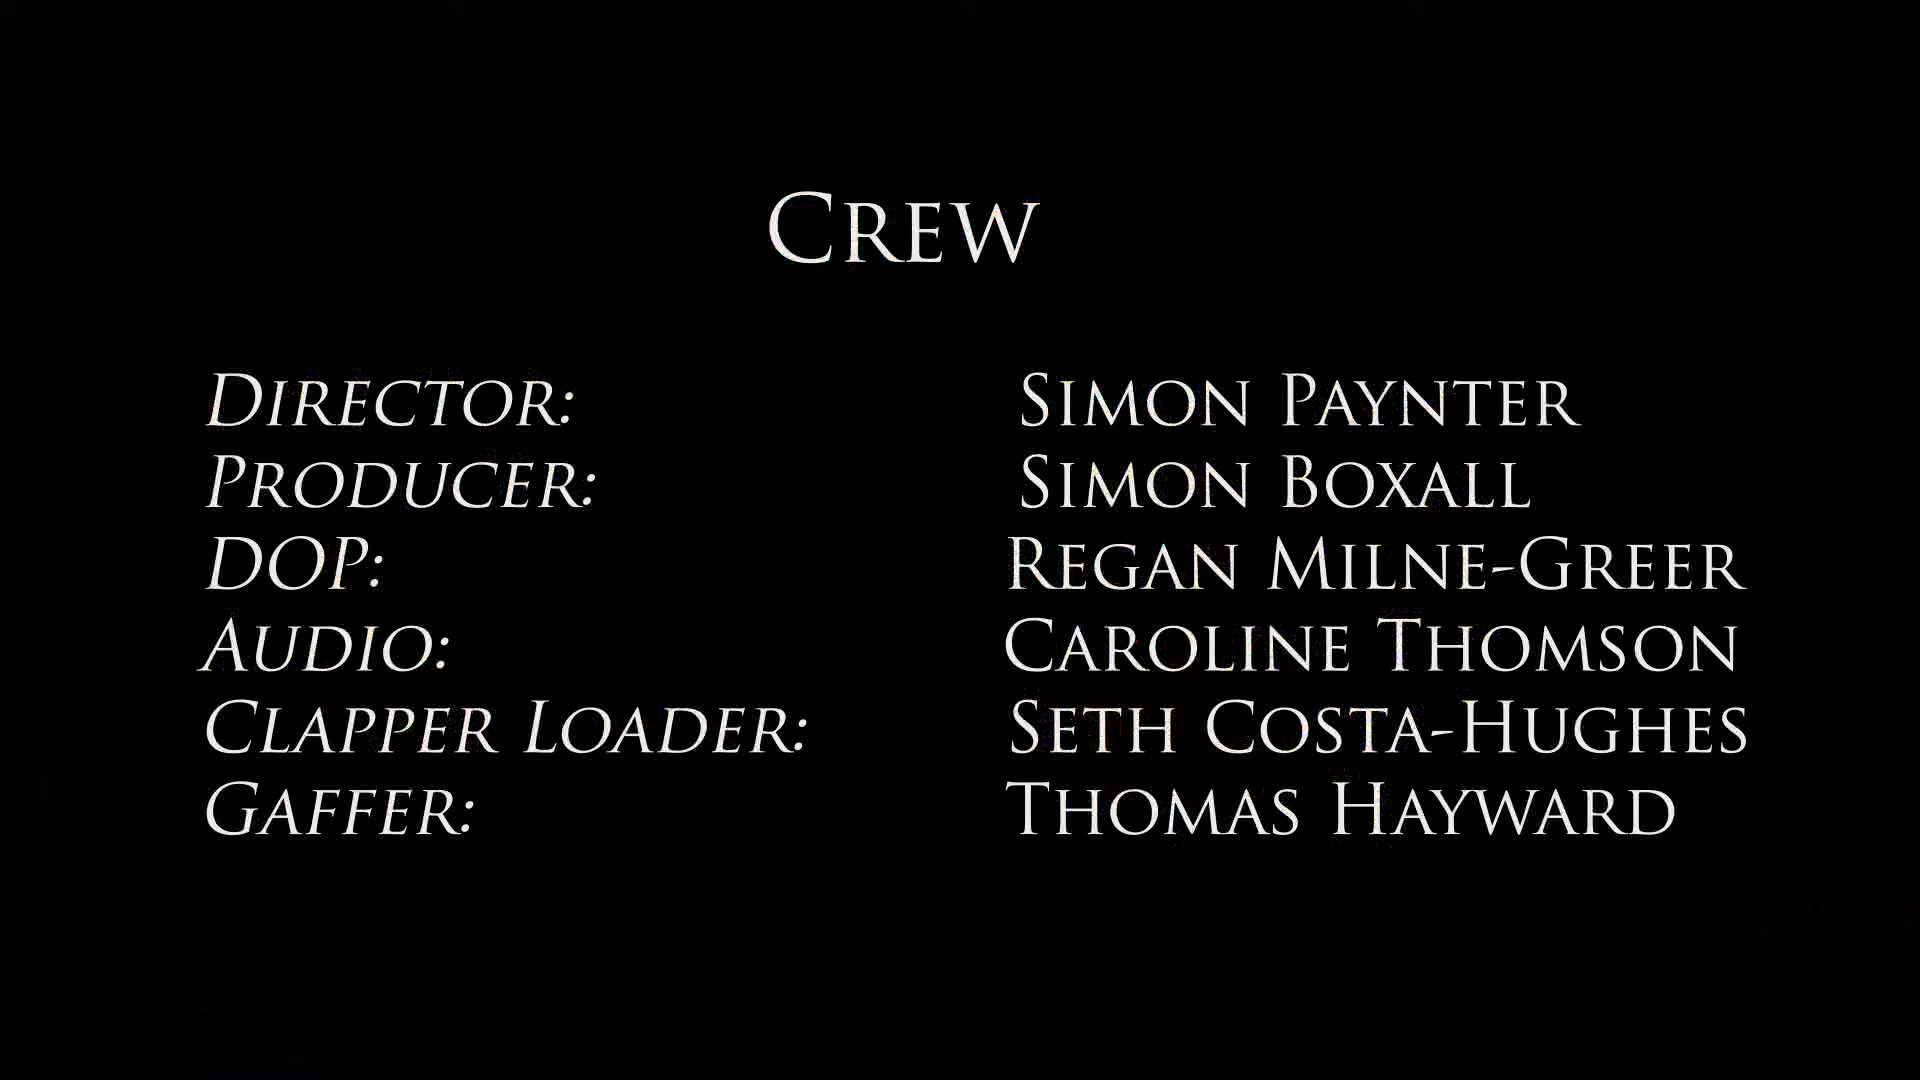 Crew
Director: Simon Paynter
Producer: Simon Boxall
DOP: Regan Milne-Greer
Audio: Caroline Thomson
Clapper Loader: Seth Costa-Hughes
Gaffer: Thomas Hayward